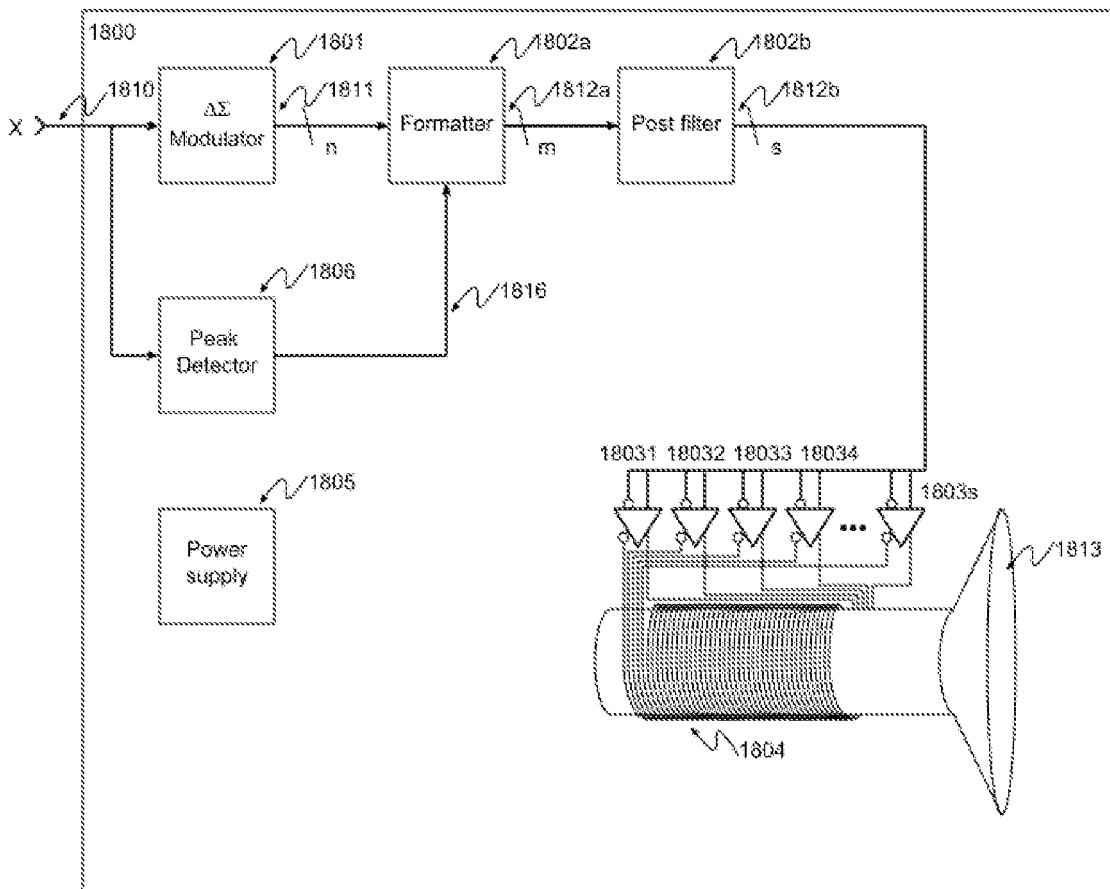 1800
1801
1802a
1802b
X
1810
ΔΣ
Modulator
1811
n
Formatter
1812a
m
Post filter
1812b
s
1806
Peak
Detector
1816
1805
Power
supply
18031 18032 18033 18034
1803s
1813
1804